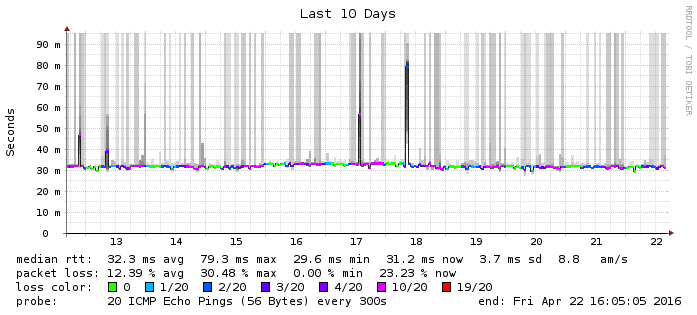 Last 10 Days
RRDTOOL / TOBI OETIKER
Seconds
90 m
80 m
70 m
60 m
50 m
40 m
30 m
20 m
10 m
0
13 14 15 16 17 18 19 20 21 22
median rtt: 32.3 ms avg 79.3 ms max 29.6 ms min 31.2 ms now 3.7 ms sd 8.8 am/s
packet loss: 12.39 % avg 30.48 % max 0.00 % min 23.23 % now
loss color: 0 1/20 2/20 3/20 4/20 10/20 19/20
probe: 20 ICMP Echo Pings (56 Bytes) every 300s end: Fri Apr 22 16:05:05 2016